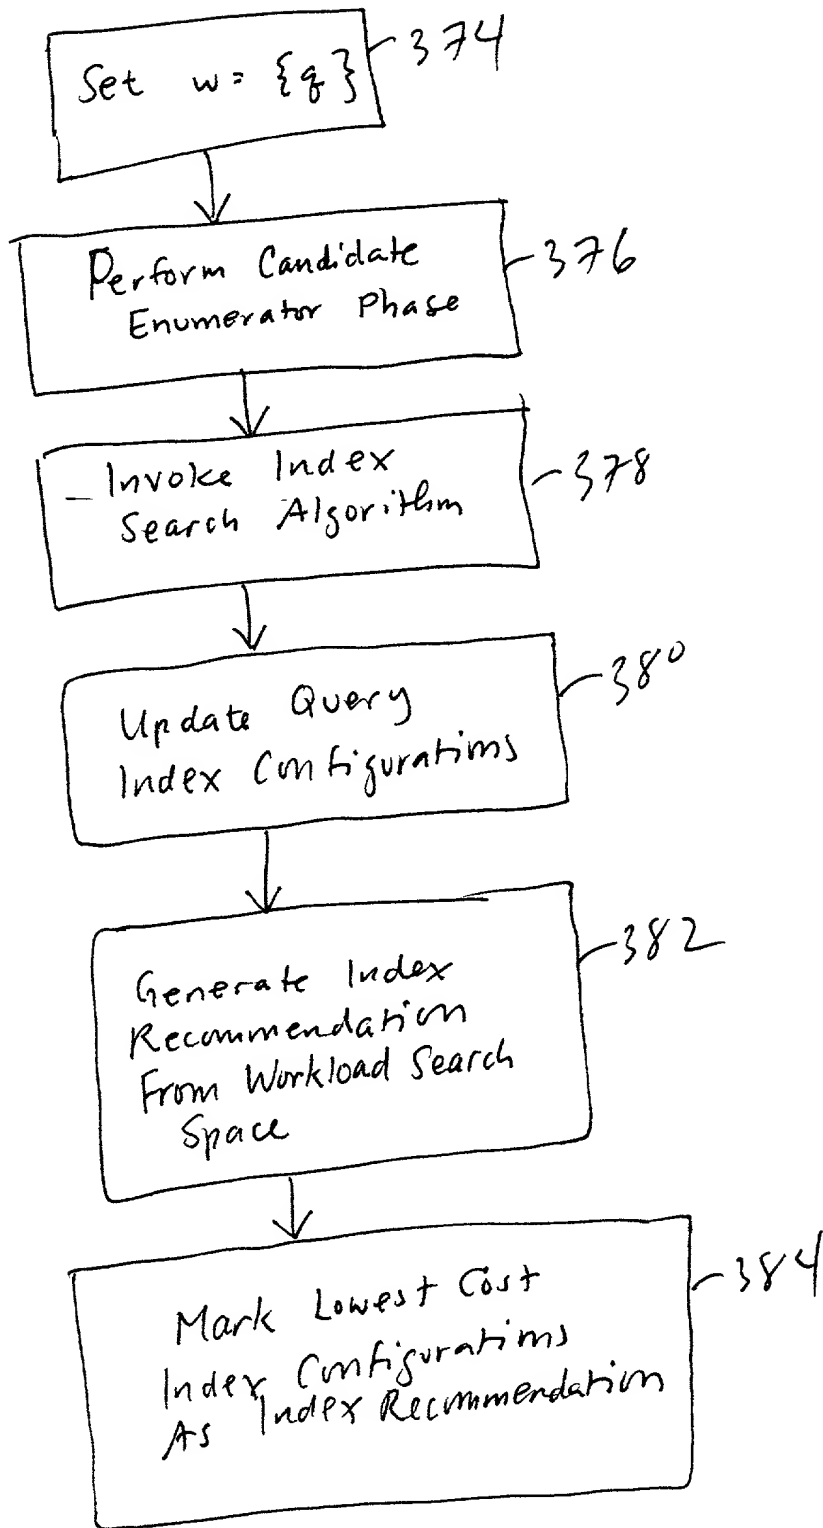 Set w = {q}
374
Perform Candidate
Enumerator Phase
376
Invoke Index
Search Algorithm
378
Update Query
Index Configurations
380
Generate Index
Recommendation
From Workload Search
Space
382
Mark Lowest Cost
Index Configurations
As Index Recommendation
384